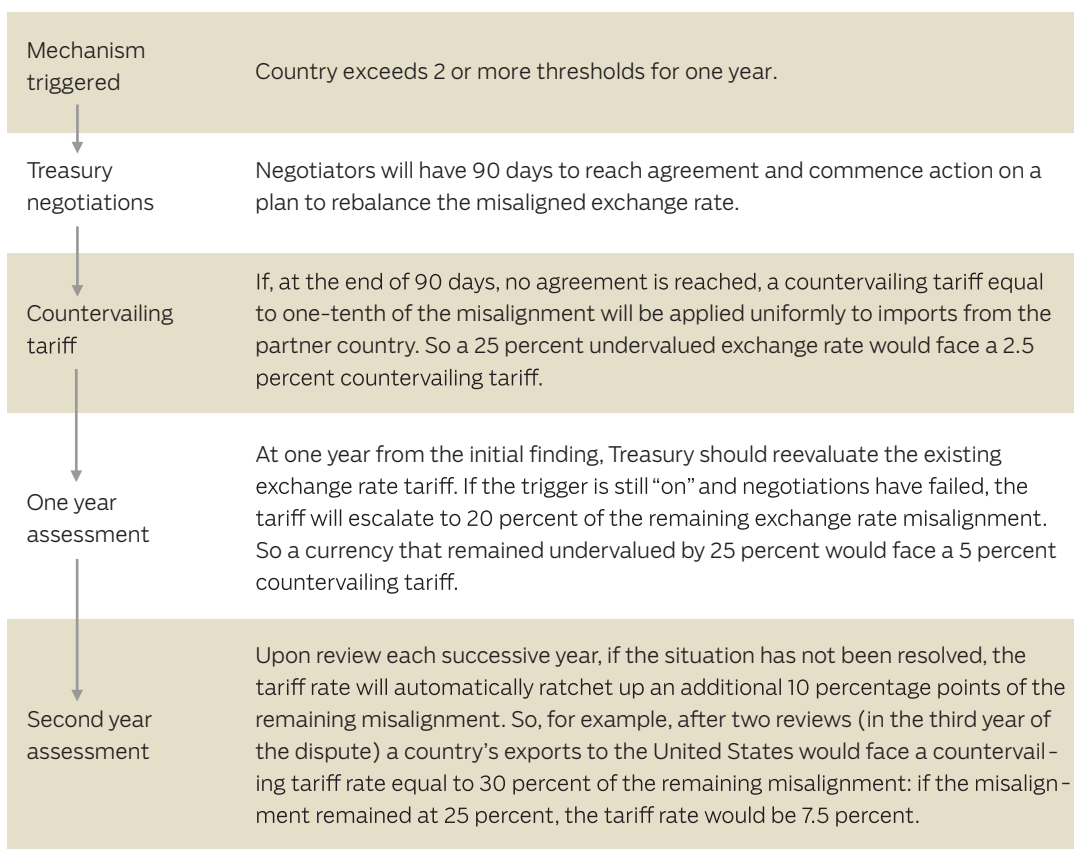 Mechanism
triggered
Country exceeds 2 or more thresholds for one year.
Treasury
negotiations
Negotiators will have 90 days to reach agreement and commence action on a
plan to rebalance the misaligned exchange rate.
Countervailing
tariff
If, at the end of 90 days, no agreement is reached, a countervailing tariff equal
to one-tenth of the misalignment will be applied uniformly to imports from the
partner country. So a 25 percent undervalued exchange rate would face a 2.5
percent countervailing tariff.
One year
assessment
At one year from the initial finding, Treasury should reevaluate the existing
exchange rate tariff. If the trigger is still “on” and negotiations have failed, the
tariff will escalate to 20 percent of the remaining exchange rate misalignment.
So a currency that remained undervalued by 25 percent would face a 5 percent
countervailing tariff.
Second year
assessment
Upon review each successive year, if the situation has not been resolved, the
tariff rate will automatically ratchet up an additional 10 percentage points of the
remaining misalignment. So, for example, after two reviews (in the third year of
the dispute) a country’s exports to the United States would face a countervail-
ing tariff rate equal to 30 percent of the remaining misalignment: if the misalign-
ment remained at 25 percent, the tariff rate would be 7.5 percent.